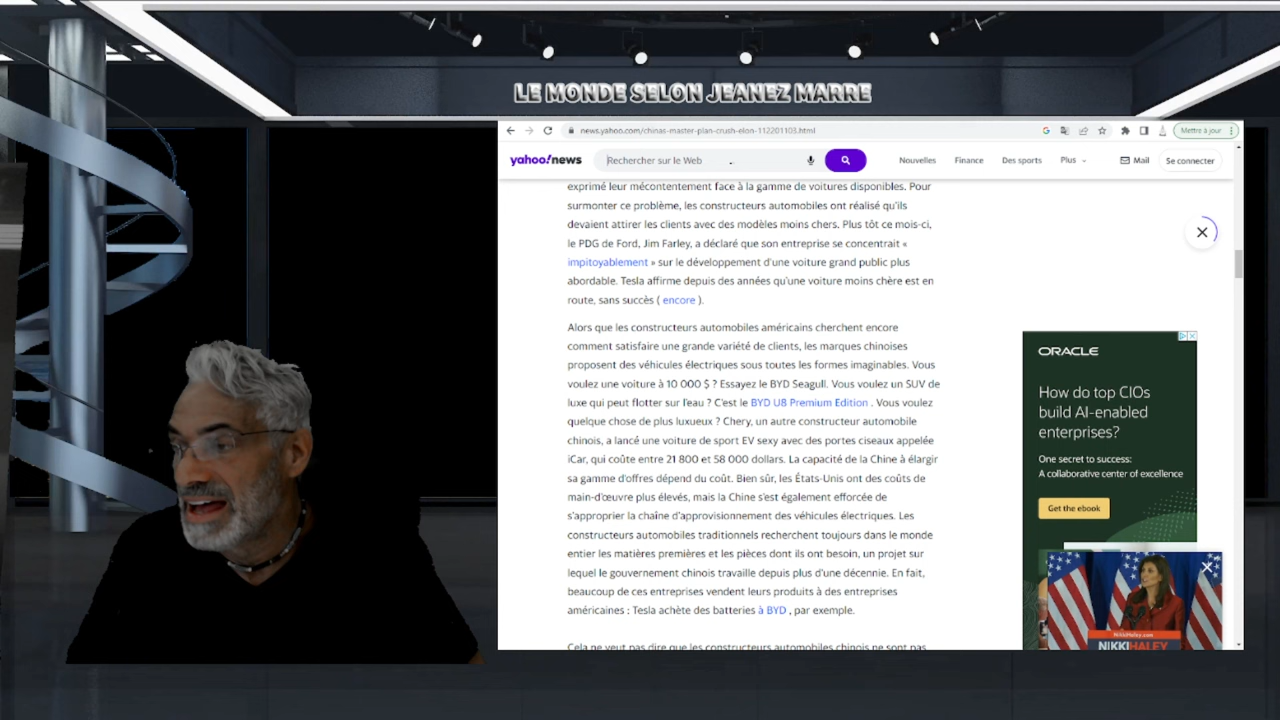 LE MONDE SELON JEANEZ MARRE
news.yahoo.com/chinas-master-plan-crush-elon-112201103.html
Mettre à jour
yahoo!news
Rechercher sur le Web
Nouvelles
Finance
Des sports
Plus
Mail
Se connecter
exprimé leur mécontentement face à la gamme de voitures disponibles. Pour
surmonter ce problème, les constructeurs automobiles ont réalisé qu'ils
devaient attirer les clients avec des modèles moins chers. Plus tôt ce mois-ci,
le PDG de Ford, Jim Farley, a déclaré que son entreprise se concentrait «
impitoyablement » sur le développement d'une voiture grand public plus
abordable. Tesla affirme depuis des années qu'une voiture moins chère est en
route, sans succès ( encore ).
Alors que les constructeurs automobiles américains cherchent encore
comment satisfaire une grande variété de clients, les marques chinoises
proposent des véhicules électriques sous toutes les formes imaginables. Vous
voulez une voiture à 10 000 $ ? Essayez le BYD Seagull. Vous voulez un SUV de
luxe qui peut flotter sur l'eau ? C'est le BYD U8 Premium Edition . Vous voulez
quelque chose de plus luxueux ? Chery, un autre constructeur automobile
chinois, a lancé une voiture de sport EV sexy avec des portes ciseaux appelée
iCar, qui coûte entre 21 800 et 58 000 dollars. La capacité de la Chine à élargir
sa gamme d'offres dépend du coût. Bien sûr, les États-Unis ont des coûts de
main-d'œuvre plus élevés, mais la Chine s'est également efforcée de
s'approprier la chaîne d'approvisionnement des véhicules électriques. Les
constructeurs automobiles traditionnels recherchent toujours dans le monde
entier les matières premières et les pièces dont ils ont besoin, un projet sur
lequel le gouvernement chinois travaille depuis plus d'une décennie. En fait,
beaucoup de ces entreprises vendent leurs produits à des entreprises
américaines : Tesla achète des batteries à BYD , par exemple.
Cela ne veut pas dire que les constructeurs automobiles chinois ne sont pas
ORACLE
How do top CIOs
build AI-enabled
enterprises?
One secret to success:
A collaborative center of excellence
Get the ebook
NikkiHaley.com
NIKKI HALEY